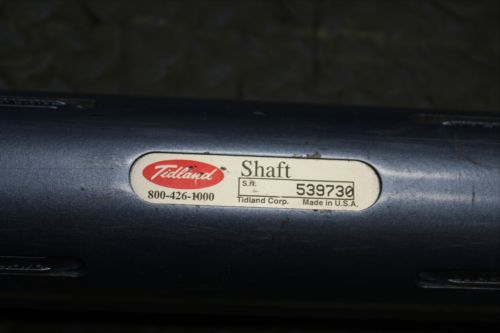 Tidland
800-426-1000
Shaft
S.R. 539730
Tidland Corp. Made in U.S.A.